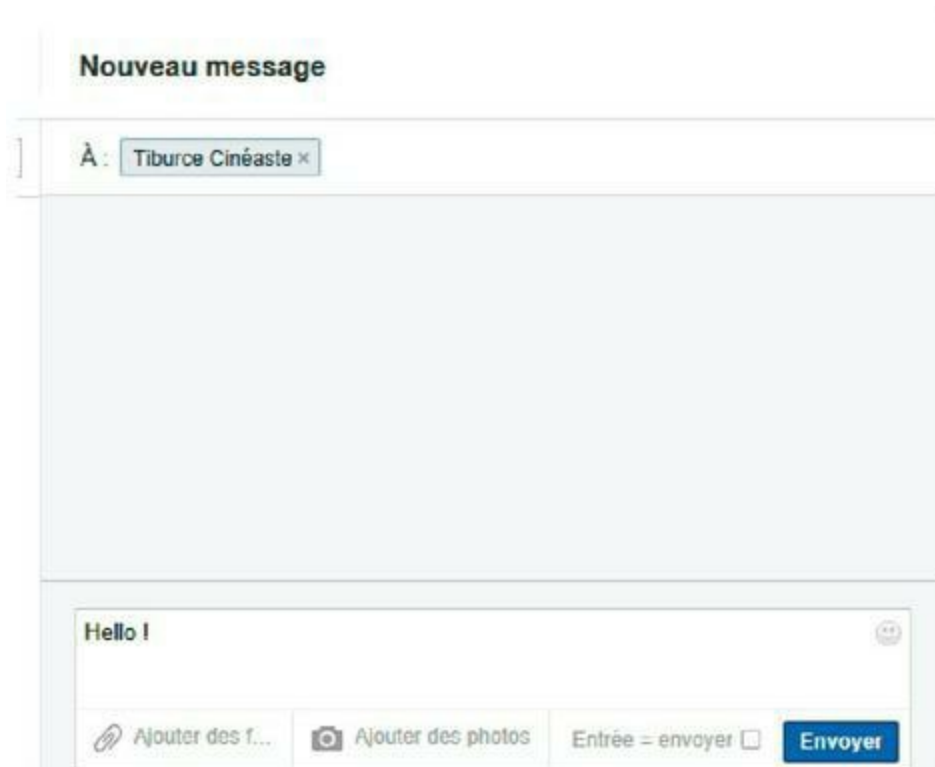 Nouveau message
À : Tiburce Cinéaste ×
Hello !
Ajouter des f... Ajouter des photos Entrée = envoyer Envoyer